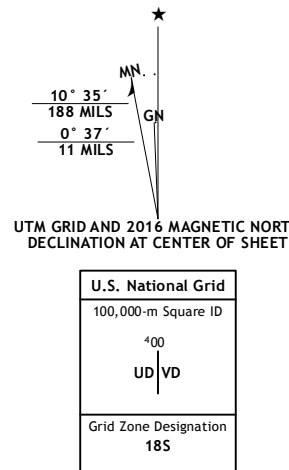 MN
GN
10° 35´
188 MILS
0° 37´
11 MILS
UTM GRID AND 2016 MAGNETIC NORT
DECLINATION AT CENTER OF SHEET
U.S. National Grid
100,000-m Square ID
⁴00
UD VD
Grid Zone Designation
18S